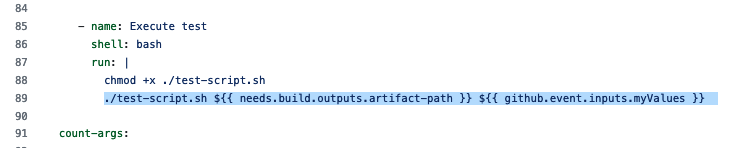 84
85 - name: Execute test
86 shell: bash
87 run: |
88 chmod +x ./test-script.sh
89 ./test-script.sh ${{ needs.build.outputs.artifact-path }} ${{ github.event.inputs.myValues }}
90
91 count-args: